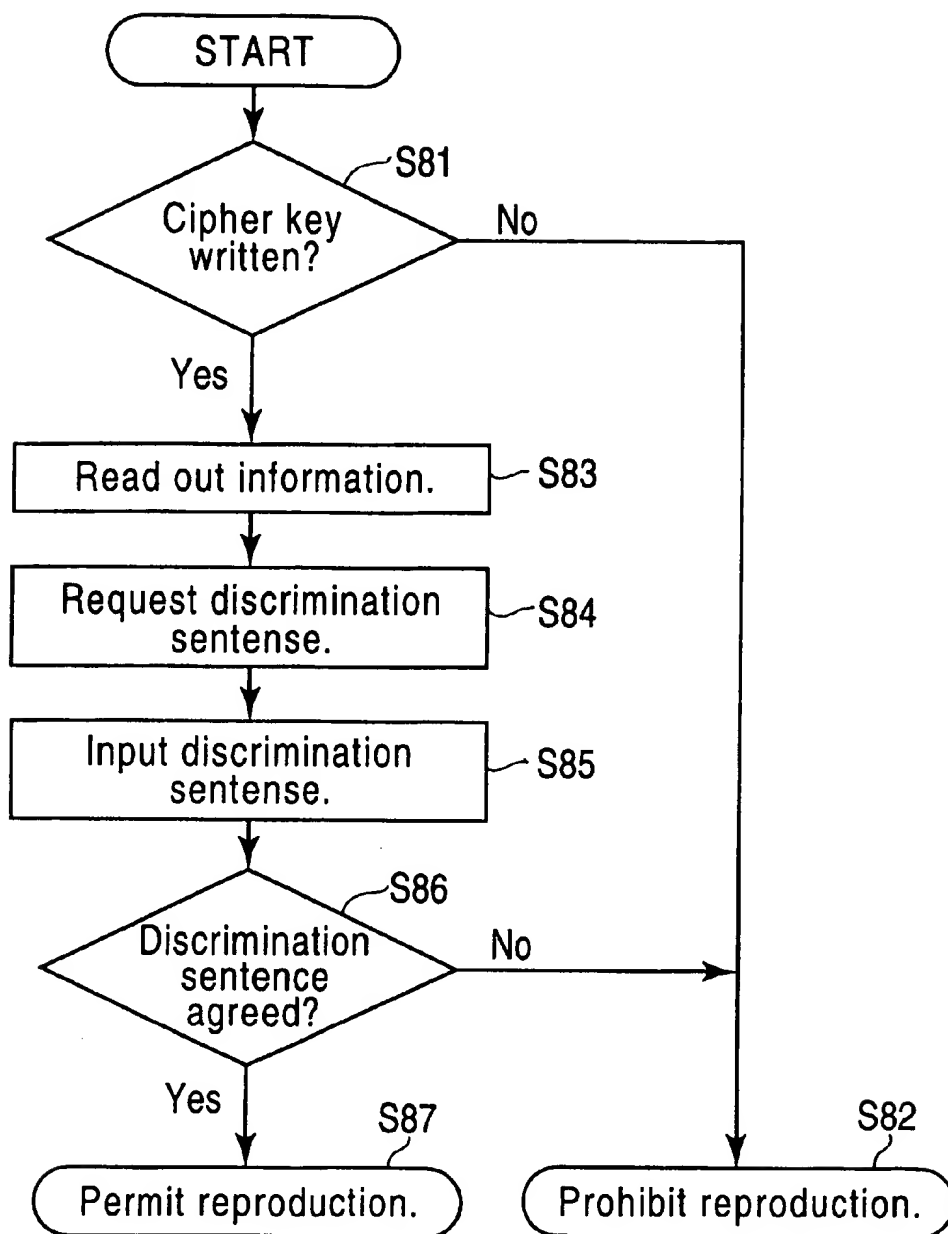 START
S81
Cipher key
written?
No
Yes
Read out information.
S83
Request discrimination
sentense.
S84
Input discrimination
sentense.
S85
S86
Discrimination
sentence
agreed?
No
Yes
S87
S82
Permit reproduction.
Prohibit reproduction.